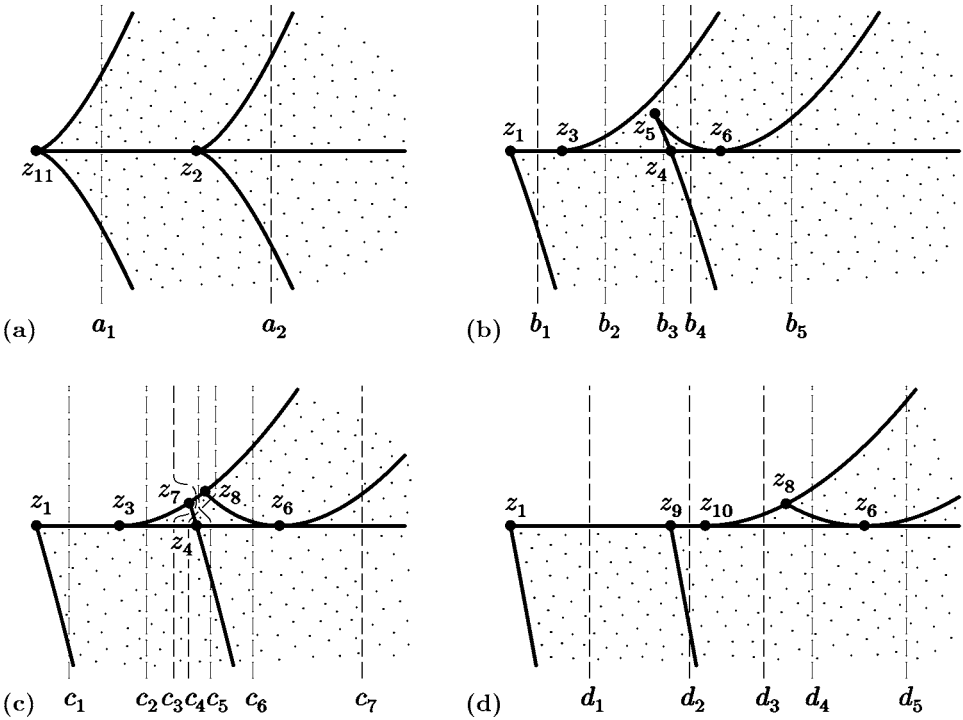 z₁₁ z₂
(a) a₁ a₂
z₁ z₃ z₅ z₆
z₄
(b) b₁ b₂ b₃ b₄ b₅
z₁ z₃ z₇ z₈ z₆
z₄
(c) c₁ c₂ c₃ c₄ c₅ c₆ c₇
z₈
z₁ z₉ z₁₀ z₆
(d) d₁ d₂ d₃ d₄ d₅